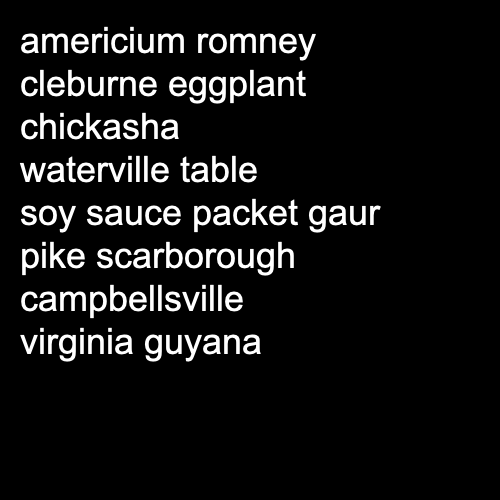 americium romney
cleburne eggplant
chickasha
waterville table
soy sauce packet gaur
pike scarborough
campbellsville
virginia guyana